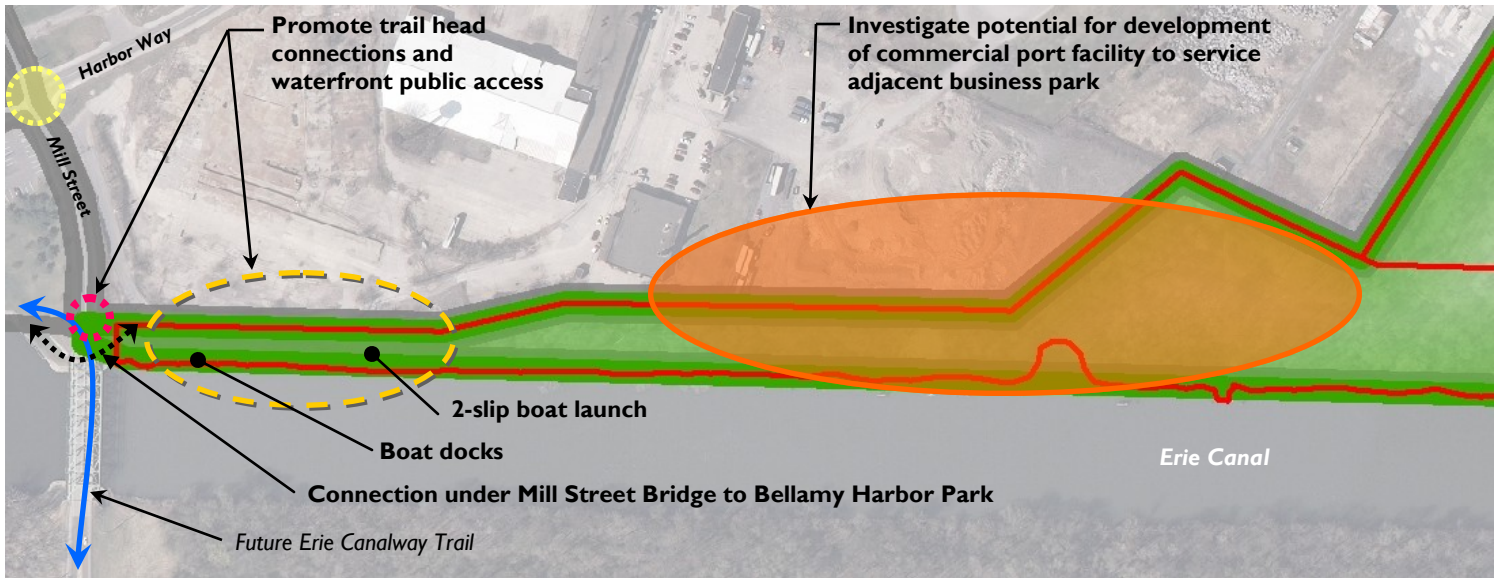 Harbor Way
Mill Street
Promote trail head
connections and
waterfront public access
Investigate potential for development
of commercial port facility to service
adjacent business park
2-slip boat launch
Boat docks
Connection under Mill Street Bridge to Bellamy Harbor Park
Future Erie Canalway Trail
Erie Canal